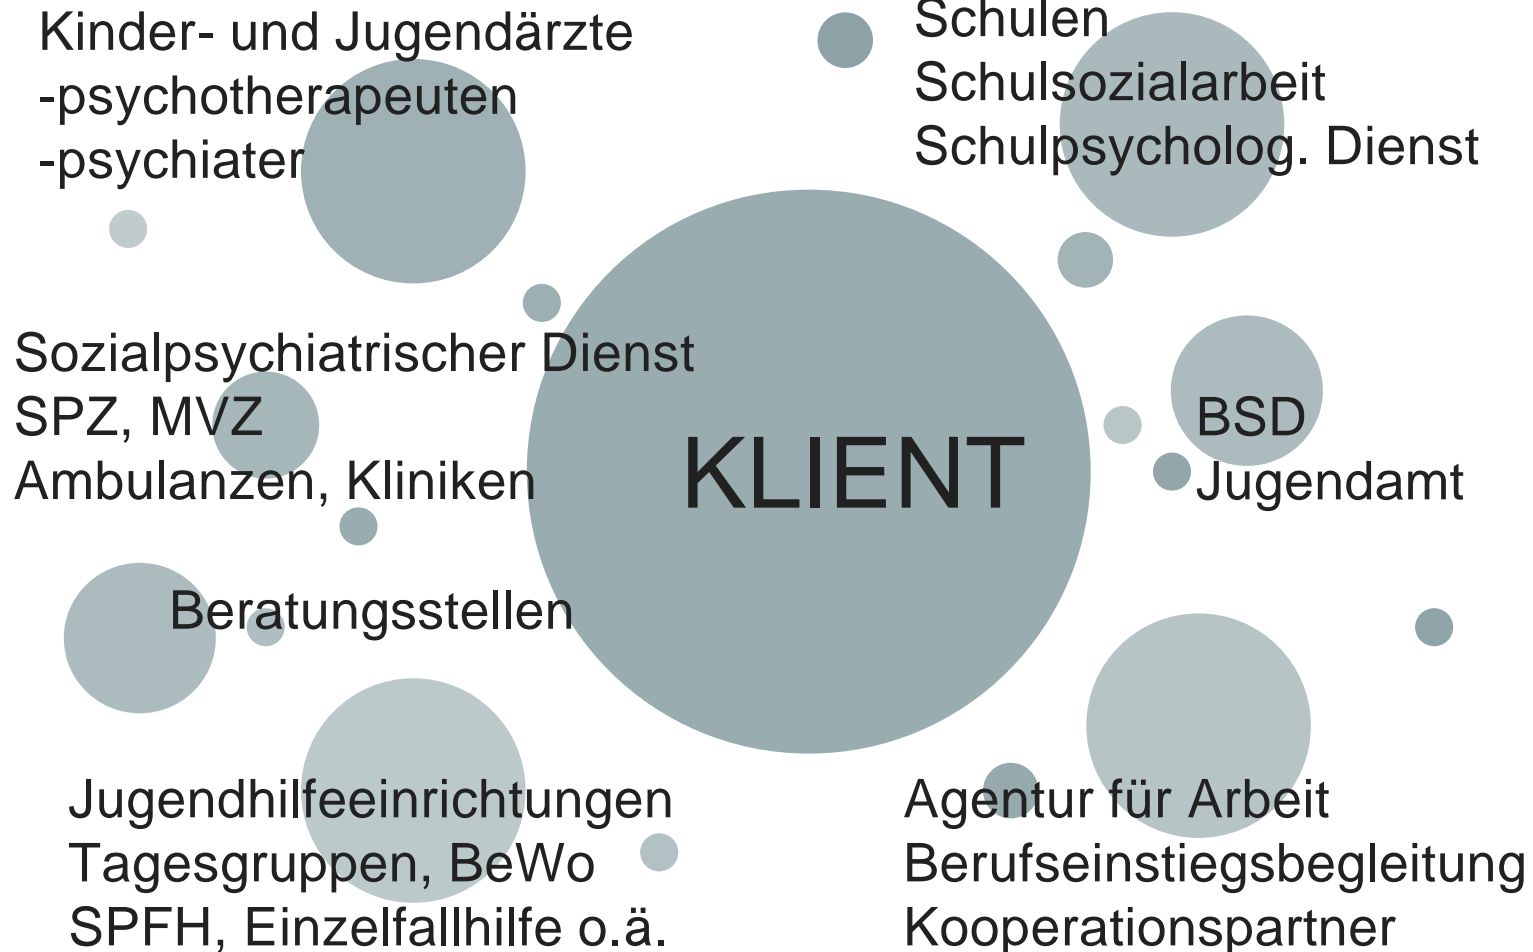 Kinder- und Jugendärzte
-psychotherapeuten
-psychiater
Schulen
Schulsozialarbeit
Schulpsycholog. Dienst
Sozialpsychiatrischer Dienst
SPZ, MVZ
Ambulanzen, Kliniken
KLIENT
BSD
Jugendamt
Beratungsstellen
Jugendhilfeeinrichtungen
Tagesgruppen, BeWo
SPFH, Einzelfallhilfe o.ä.
Agentur für Arbeit
Berufseinstiegsbegleitung
Kooperationspartner